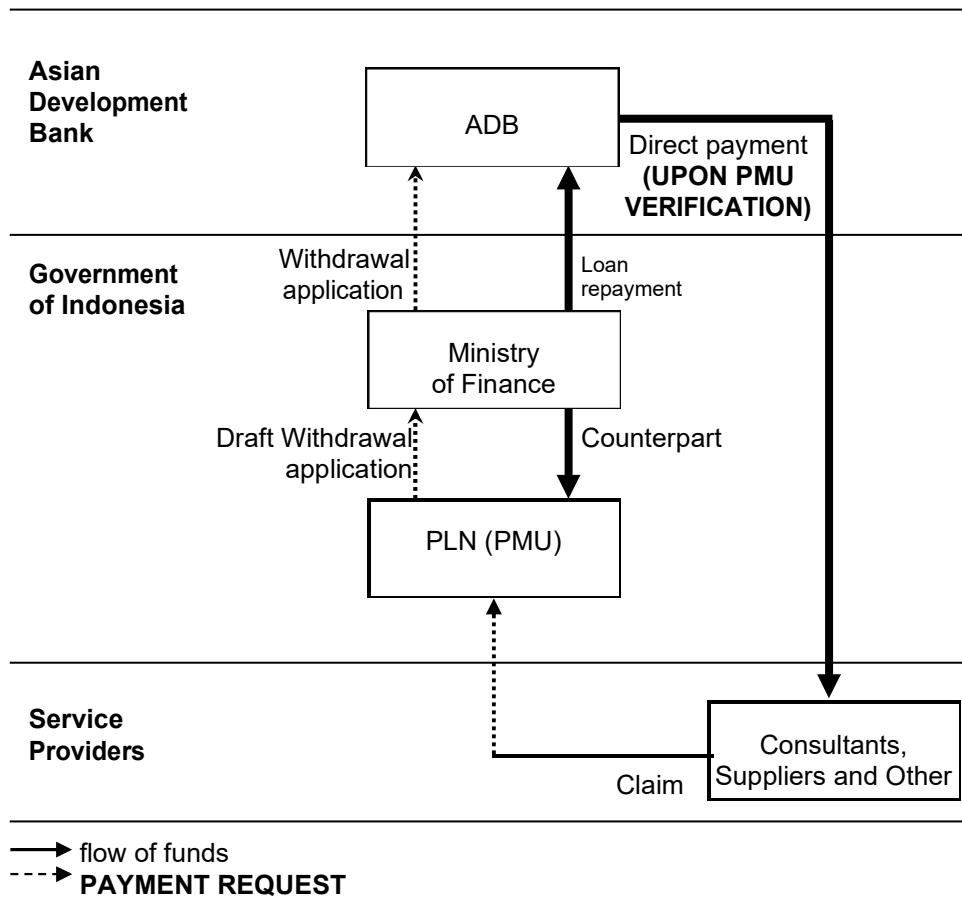 Asian
Development
Bank
ADB
Direct payment
(UPON PMU
VERIFICATION)
Government
of Indonesia
Withdrawal
application
Loan
repayment
Ministry
of Finance
Draft Withdrawal
application
Counterpart
PLN (PMU)
Service
Providers
Consultants,
Suppliers and Other
Claim
flow of funds
PAYMENT REQUEST